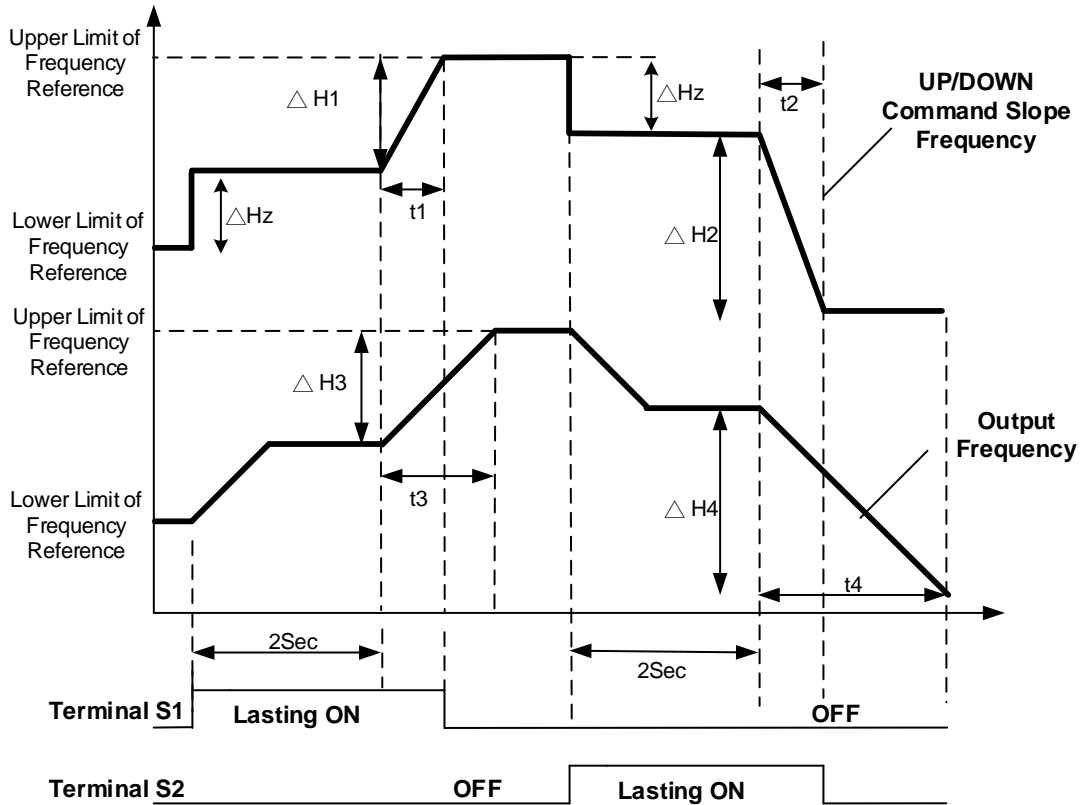 Upper Limit of
Frequency
Reference
△ H1
△Hz
t1
△Hz
t2
UP/DOWN
Command Slope
Frequency
Lower Limit of
Frequency
Reference
△ H2
Upper Limit of
Frequency
Reference
△ H3
t3
△ H4
Output
Frequency
Lower Limit of
Frequency
Reference
t4
2Sec
2Sec
Terminal S1
Lasting ON
OFF
Terminal S2
OFF
Lasting ON